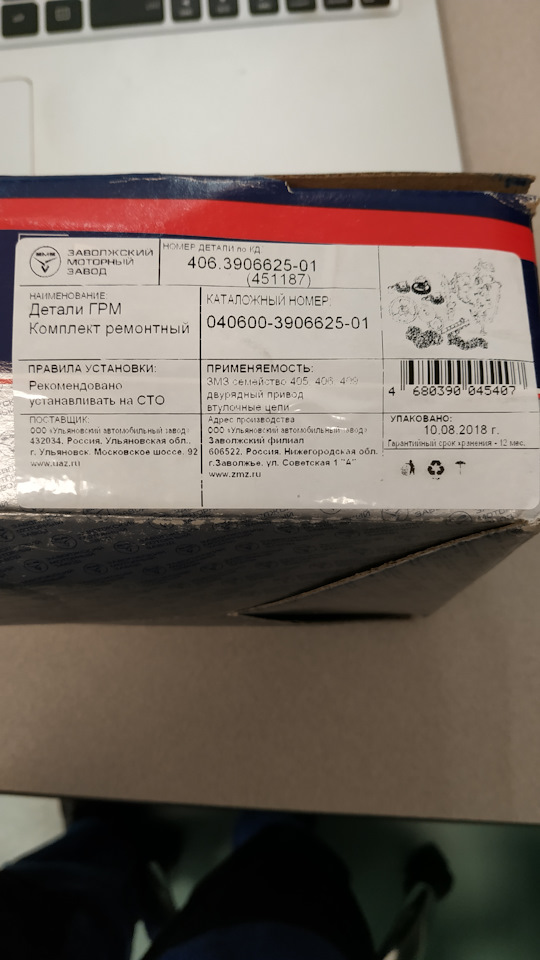 ЗМЗ
ЗАВОЛЖСКИЙ
МОТОРНЫЙ
ЗАВОД
НОМЕР ДЕТАЛИ по КД
406.3906625-01
(451187)
НАИМЕНОВАНИЕ:
Детали ГРМ
Комплект ремонтный
КАТАЛОЖНЫЙ НОМЕР:
040600-3906625-01
ПРАВИЛА УСТАНОВКИ:
Рекомендовано
устанавливать на СТО
ПРИМЕНЯЕМОСТЬ:
ЗМЗ семейство 405, 406, 409
двурядный привод
втулочные цепи
4 680390 045407
ПОСТАВЩИК:
ООО «Ульяновский автомобильный завод»
432034, Россия, Ульяновская обл.,
г. Ульяновск, Московское шоссе, 92
www.uaz.ru
Адрес производства
ООО «Ульяновский автомобильный завод»
Заволжский филиал
606522, Россия, Нижегородская обл.
г.Заволжье, ул. Советская 1 "А"
www.zmz.ru
УПАКОВАНО:
10.08.2018 г.
Гарантийный срок хранения - 12 мес.